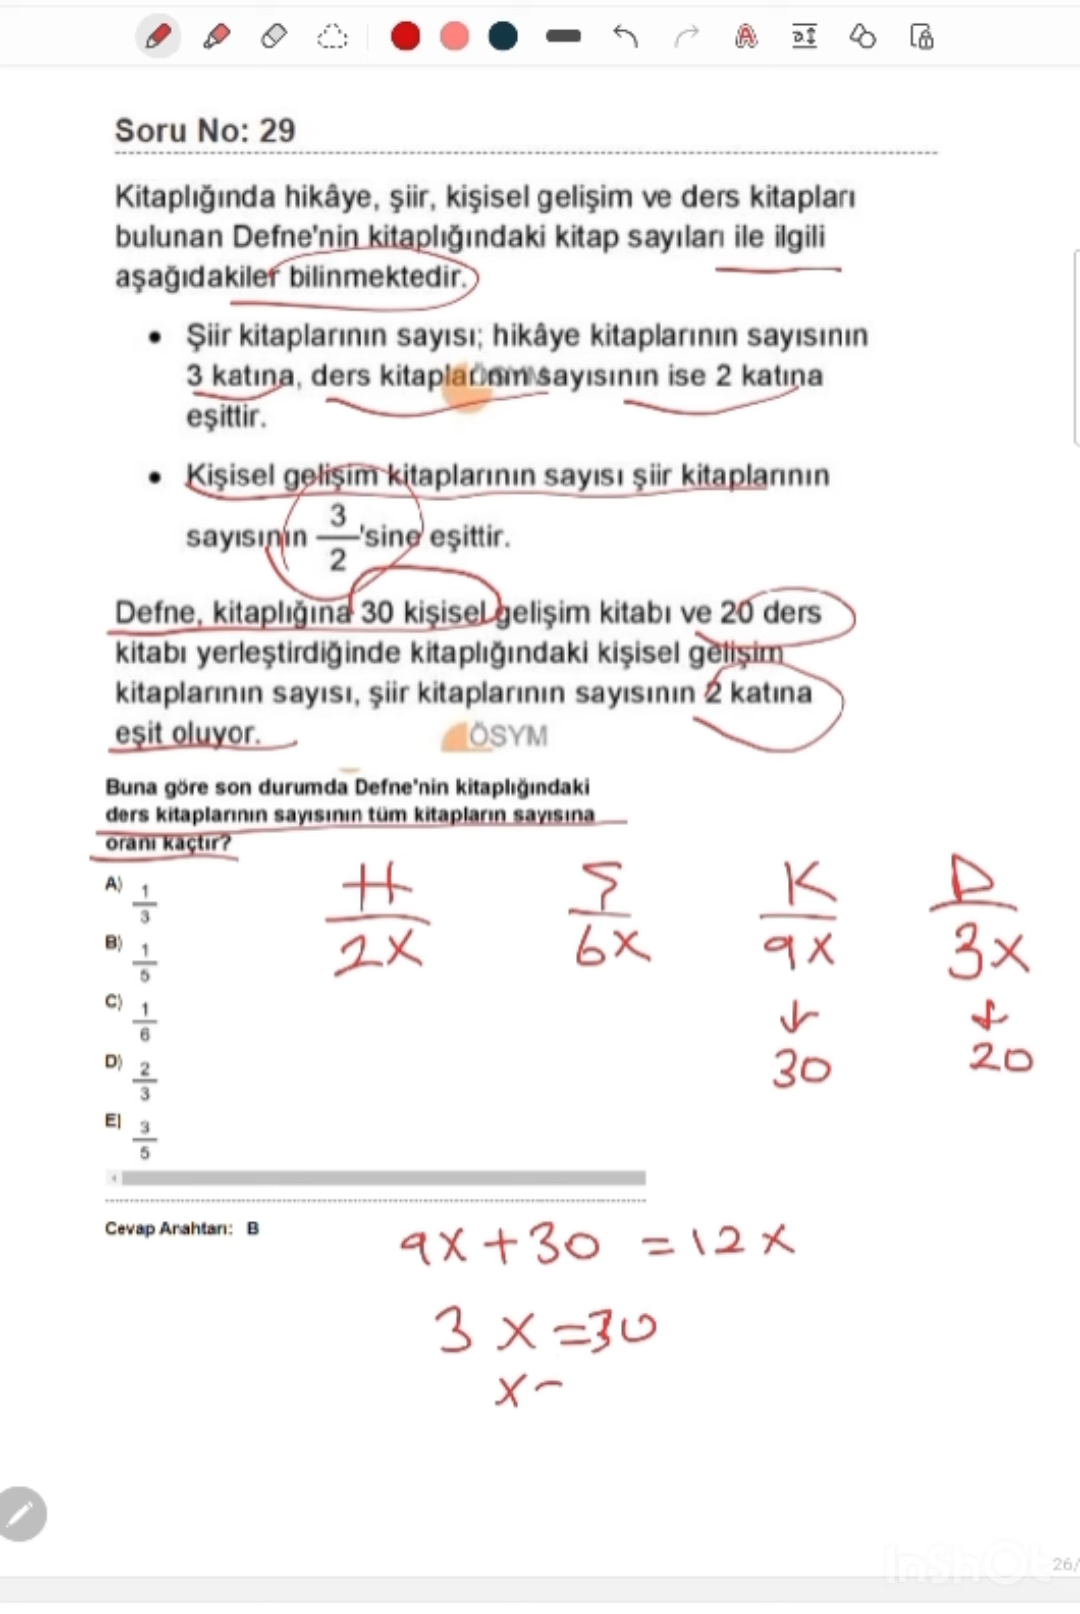 Soru No: 29
Kitaplığında hikâye, şiir, kişisel gelişim ve ders kitapları
bulunan Defne'nin kitaplığındaki kitap sayıları ile ilgili
aşağıdakiler bilinmektedir.
• Şiir kitaplarının sayısı; hikâye kitaplarının sayısının
3 katına, ders kitaplarının sayısının ise 2 katına
eşittir.
• Kişisel gelişim kitaplarının sayısı şiir kitaplarının
sayısının 3/2 'sine eşittir.
Defne, kitaplığına 30 kişisel gelişim kitabı ve 20 ders
kitabı yerleştirdiğinde kitaplığındaki kişisel gelişim
kitaplarının sayısı, şiir kitaplarının sayısının 2 katına
eşit oluyor.
ÖSYM
Buna göre son durumda Defne'nin kitaplığındaki
ders kitaplarının sayısının tüm kitapların sayısına
oranı kaçtır?
A) 1/3
B) 1/5
C) 1/6
D) 2/3
E) 3/5
H Ş K D
2x 6x 9x 3x
30 20
Cevap Anahtarı: B
9x + 30 = 12x
3x = 30
x =
InShOt
26/